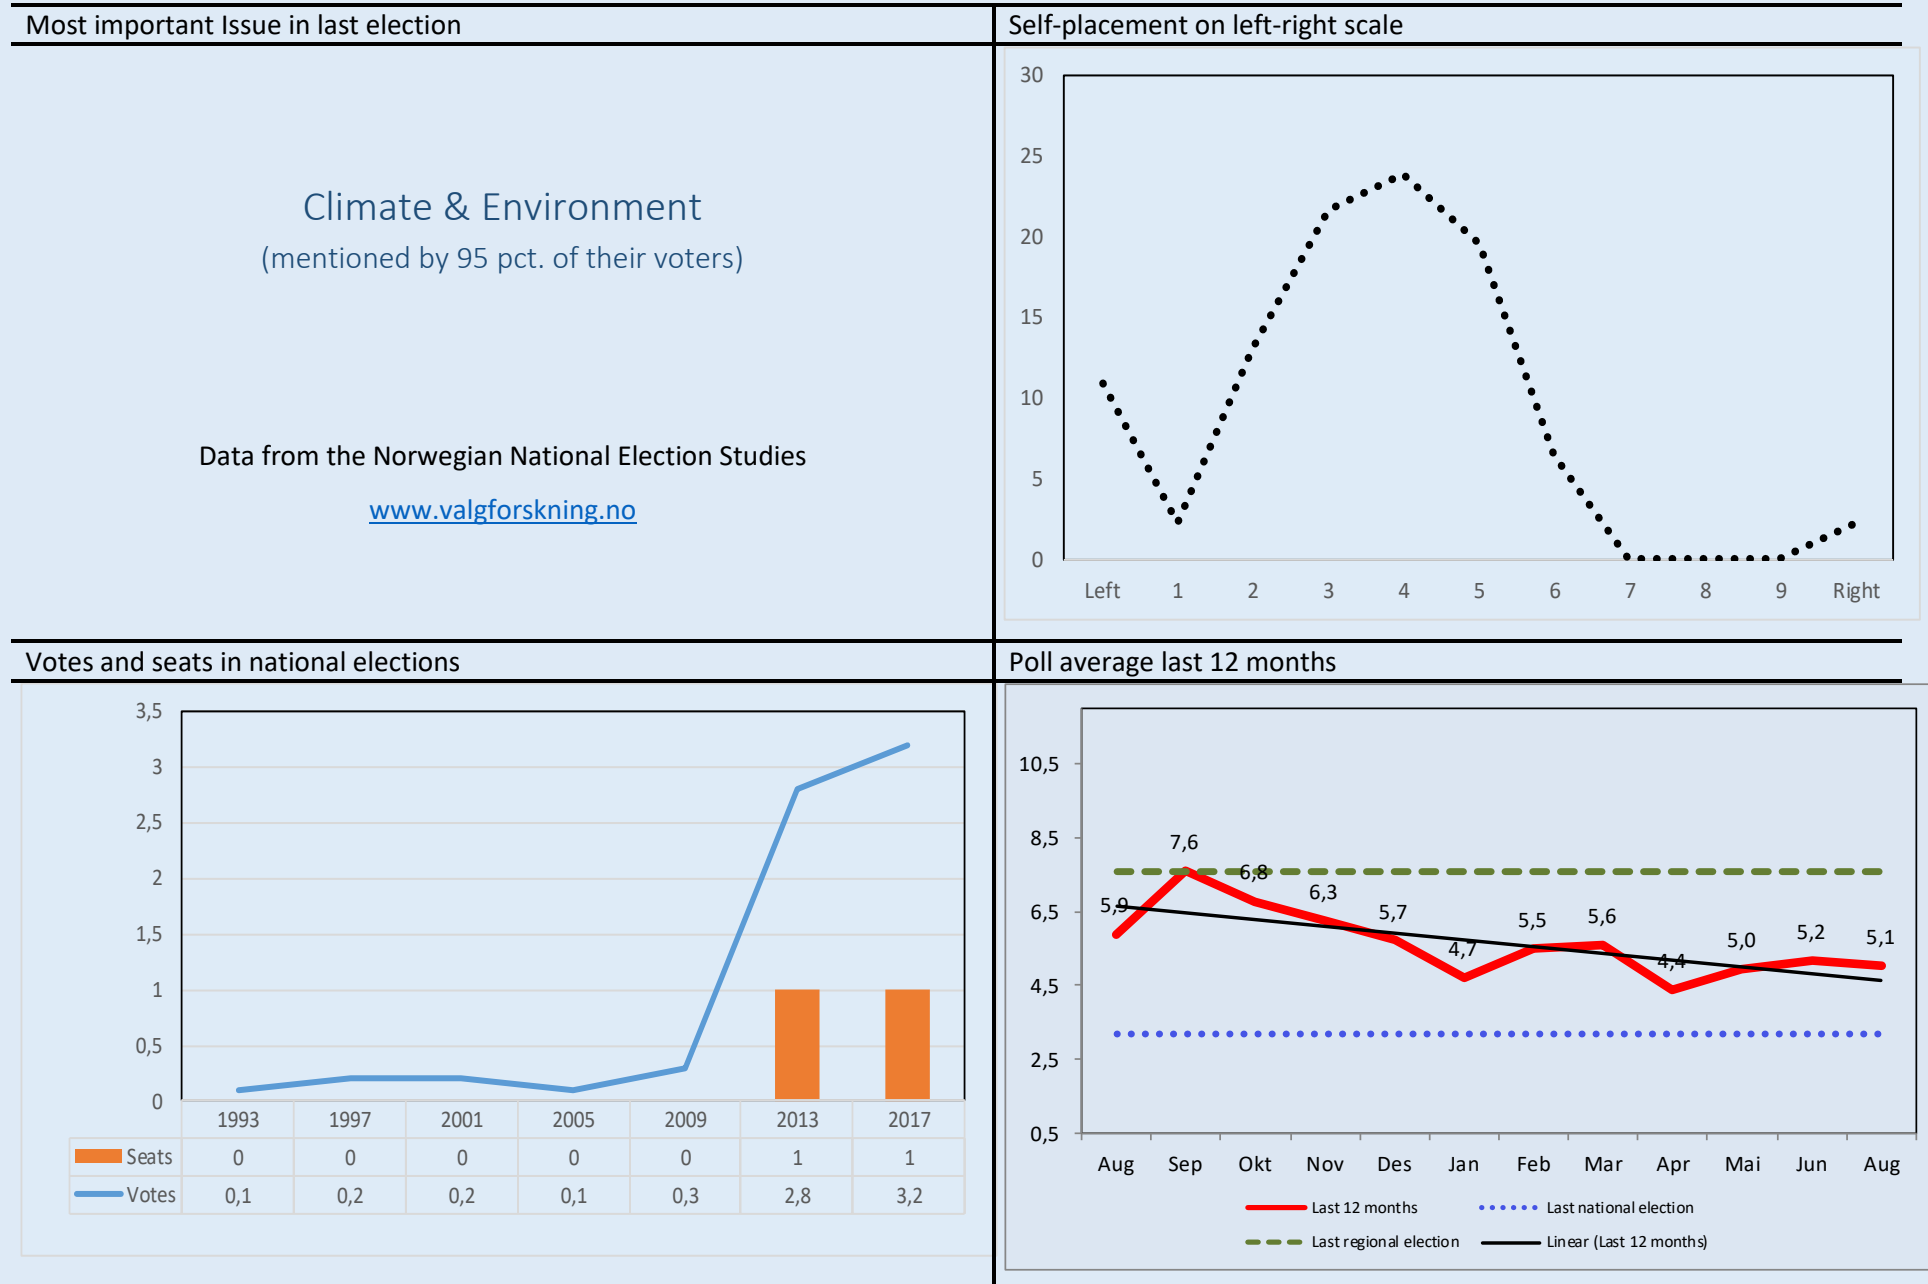 Most important Issue in last election
Climate & Environment
(mentioned by 95 pct. of their voters)
Data from the Norwegian National Election Studies
www.valgforskning.no
Self-placement on left-right scale
30
25
20
15
10
5
0
Left 1 2 3 4 5 6 7 8 9 Right
Votes and seats in national elections
3,5
3
2,5
2
1,5
1
0,5
0
1993 1997 2001 2005 2009 2013 2017
Seats 0 0 0 0 0 1 1
Votes 0,1 0,2 0,2 0,1 0,3 2,8 3,2
Poll average last 12 months
10,5
8,5
6,5
4,5
2,5
0,5
5,9 7,6 6,8 6,3 5,7 4,7 5,5 5,6 4,4 5,0 5,2 5,1
Aug Sep Okt Nov Des Jan Feb Mar Apr Mai Jun Aug
Last 12 months Last national election
Last regional election Linear (Last 12 months)